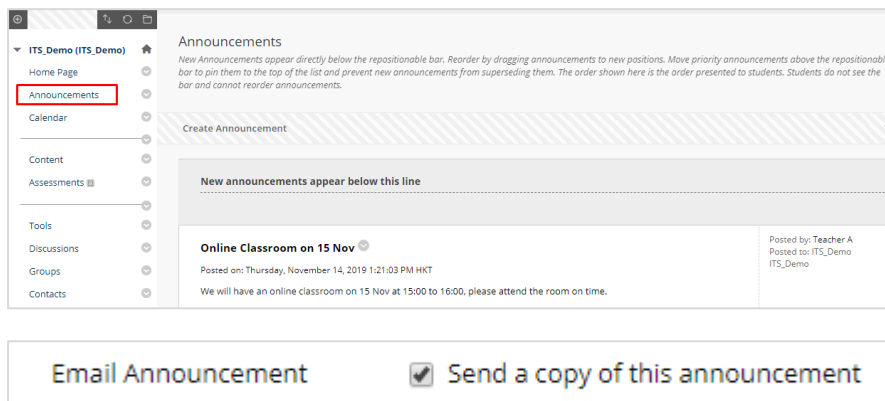 ITS_Demo (ITS_Demo)
Home Page
Announcements
Calendar
Content
Assessments
Tools
Discussions
Groups
Contacts
Announcements
New Announcements appear directly below the repositionable bar. Reorder by dragging announcements to new positions. Move priority announcements above the repositionabl
bar to pin them to the top of the list and prevent new announcements from superseding them. The order shown here is the order presented to students. Students do not see the
bar and cannot reorder announcements.
Create Announcement
New announcements appear below this line
Online Classroom on 15 Nov
Posted on: Thursday, November 14, 2019 1:21:03 PM HKT
We will have an online classroom on 15 Nov at 15:00 to 16:00, please attend the room on time.
Posted by: Teacher A
Posted to: ITS_Demo
ITS_Demo
Email Announcement
Send a copy of this announcement